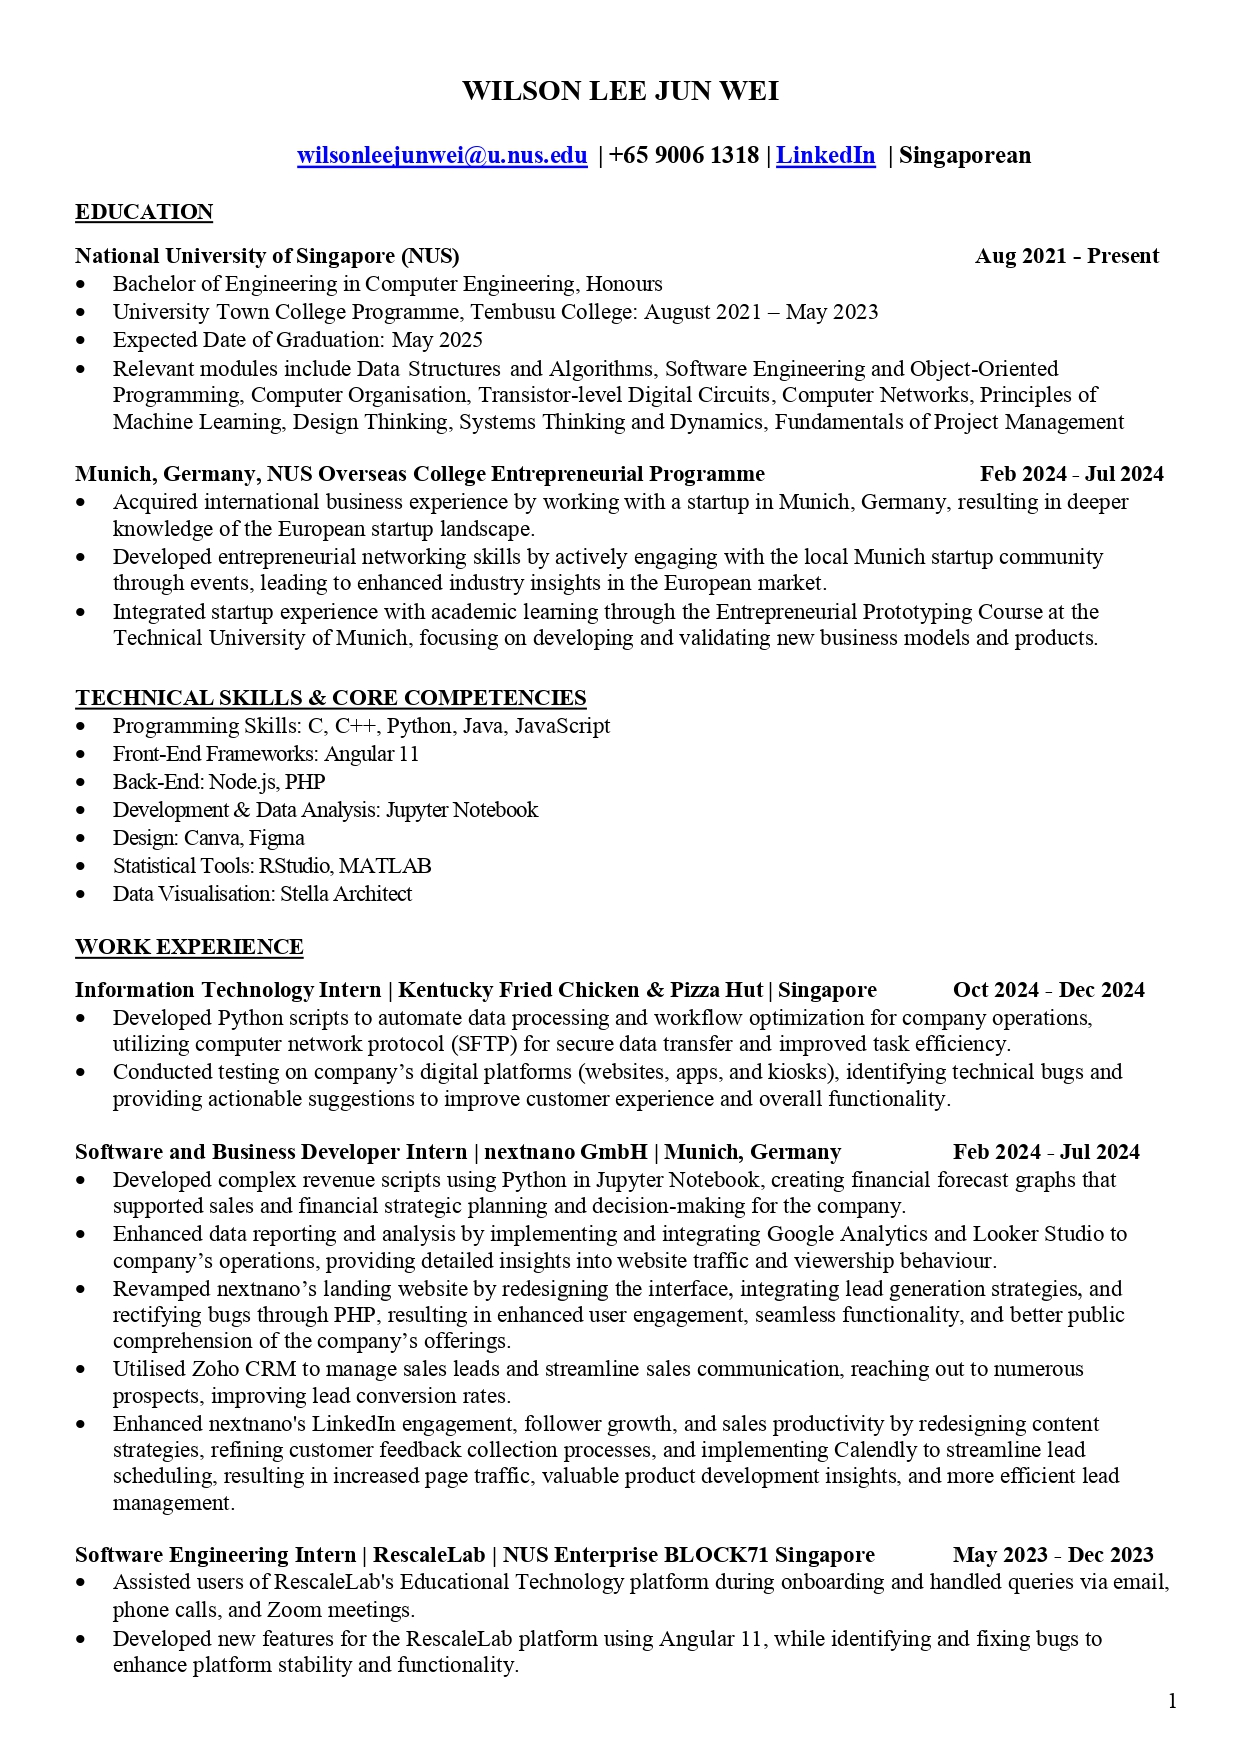 WILSON LEE JUN WEI
wilsonleejunwei@u.nus.edu | +65 9006 1318 | LinkedIn | Singaporean
EDUCATION
National University of Singapore (NUS) Aug 2021 - Present
• Bachelor of Engineering in Computer Engineering, Honours
• University Town College Programme, Tembusu College: August 2021 – May 2023
• Expected Date of Graduation: May 2025
• Relevant modules include Data Structures and Algorithms, Software Engineering and Object-Oriented
Programming, Computer Organisation, Transistor-level Digital Circuits, Computer Networks, Principles of
Machine Learning, Design Thinking, Systems Thinking and Dynamics, Fundamentals of Project Management
Munich, Germany, NUS Overseas College Entrepreneurial Programme Feb 2024 - Jul 2024
• Acquired international business experience by working with a startup in Munich, Germany, resulting in deeper
knowledge of the European startup landscape.
• Developed entrepreneurial networking skills by actively engaging with the local Munich startup community
through events, leading to enhanced industry insights in the European market.
• Integrated startup experience with academic learning through the Entrepreneurial Prototyping Course at the
Technical University of Munich, focusing on developing and validating new business models and products.
TECHNICAL SKILLS & CORE COMPETENCIES
• Programming Skills: C, C++, Python, Java, JavaScript
• Front-End Frameworks: Angular 11
• Back-End: Node.js, PHP
• Development & Data Analysis: Jupyter Notebook
• Design: Canva, Figma
• Statistical Tools: RStudio, MATLAB
• Data Visualisation: Stella Architect
WORK EXPERIENCE
Information Technology Intern | Kentucky Fried Chicken & Pizza Hut | Singapore Oct 2024 - Dec 2024
• Developed Python scripts to automate data processing and workflow optimization for company operations,
utilizing computer network protocol (SFTP) for secure data transfer and improved task efficiency.
• Conducted testing on company’s digital platforms (websites, apps, and kiosks), identifying technical bugs and
providing actionable suggestions to improve customer experience and overall functionality.
Software and Business Developer Intern | nextnano GmbH | Munich, Germany Feb 2024 - Jul 2024
• Developed complex revenue scripts using Python in Jupyter Notebook, creating financial forecast graphs that
supported sales and financial strategic planning and decision-making for the company.
• Enhanced data reporting and analysis by implementing and integrating Google Analytics and Looker Studio to
company’s operations, providing detailed insights into website traffic and viewership behaviour.
• Revamped nextnano’s landing website by redesigning the interface, integrating lead generation strategies, and
rectifying bugs through PHP, resulting in enhanced user engagement, seamless functionality, and better public
comprehension of the company’s offerings.
• Utilised Zoho CRM to manage sales leads and streamline sales communication, reaching out to numerous
prospects, improving lead conversion rates.
• Enhanced nextnano's LinkedIn engagement, follower growth, and sales productivity by redesigning content
strategies, refining customer feedback collection processes, and implementing Calendly to streamline lead
scheduling, resulting in increased page traffic, valuable product development insights, and more efficient lead
management.
Software Engineering Intern | RescaleLab | NUS Enterprise BLOCK71 Singapore May 2023 - Dec 2023
• Assisted users of RescaleLab's Educational Technology platform during onboarding and handled queries via email,
phone calls, and Zoom meetings.
• Developed new features for the RescaleLab platform using Angular 11, while identifying and fixing bugs to
enhance platform stability and functionality.
1